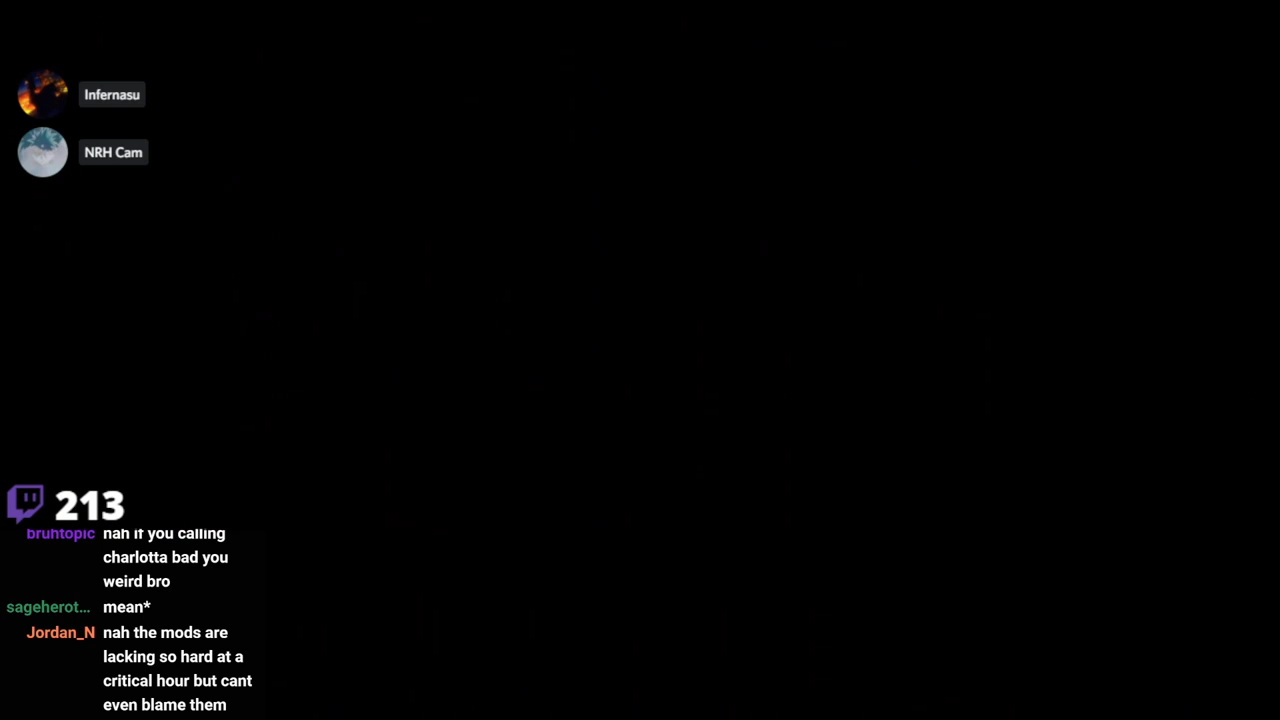 Infernasu
NRH Cam
213
bruhtopic nah if you calling
charlotta bad you
weird bro
sageherot... mean*
Jordan_N nah the mods are
lacking so hard at a
critical hour but cant
even blame them